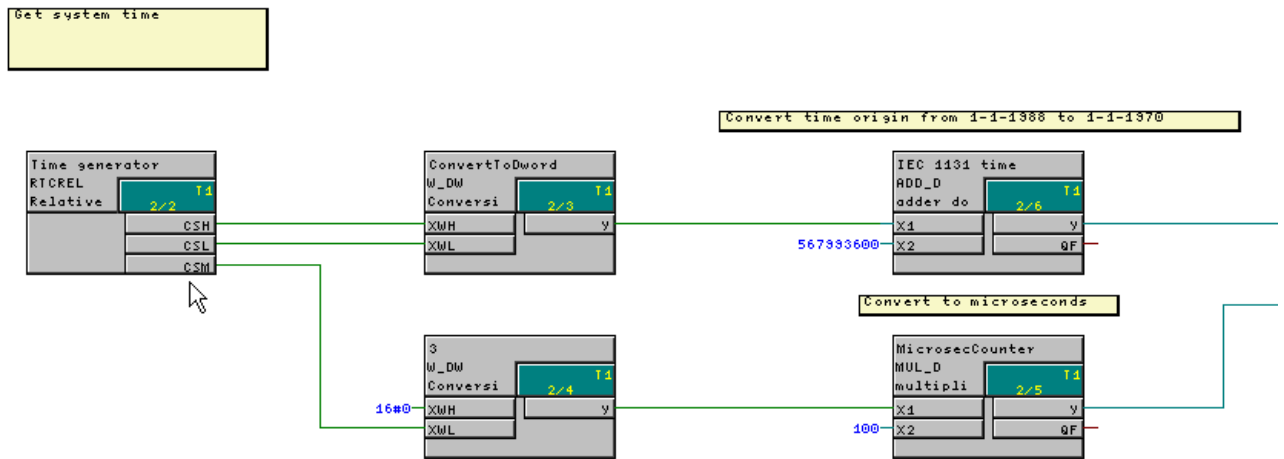 Get system time
Convert time origin from 1-1-1988 to 1-1-1970
Time generator
RTCREL
Relative
T1
2/2
CSH
CSL
CSM
ConvertToDword
W_DW
Conversi
T1
2/3
XWH
Y
XWL
IEC 1131 time
ADD_D
adder do
T1
2/6
X1
Y
567993600
X2
QF
Convert to microseconds
3
W_DW
Conversi
T1
2/4
16#0
XWH
Y
XWL
MicrosecCounter
MUL_D
multipli
T1
2/5
X1
Y
100
X2
QF